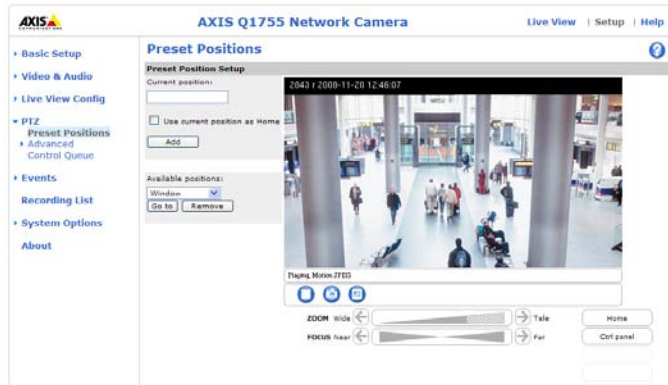 AXIS
COMMUNICATIONS
AXIS Q1755 Network Camera
Live View | Setup | Help
Basic Setup
Video & Audio
Live View Config
PTZ
Preset Positions
Advanced
Control Queue
Events
Recording List
System Options
About
Preset Positions
?
Preset Position Setup
Current position:
Use current position as Home
Add
Available positions:
Window
Go to
Remove
2043 r 2008-11-20 12:46:07
Playing, Motion JPEG
ZOOM Wide
Tele
Home
FOCUS Near
Far
Ctrl panel